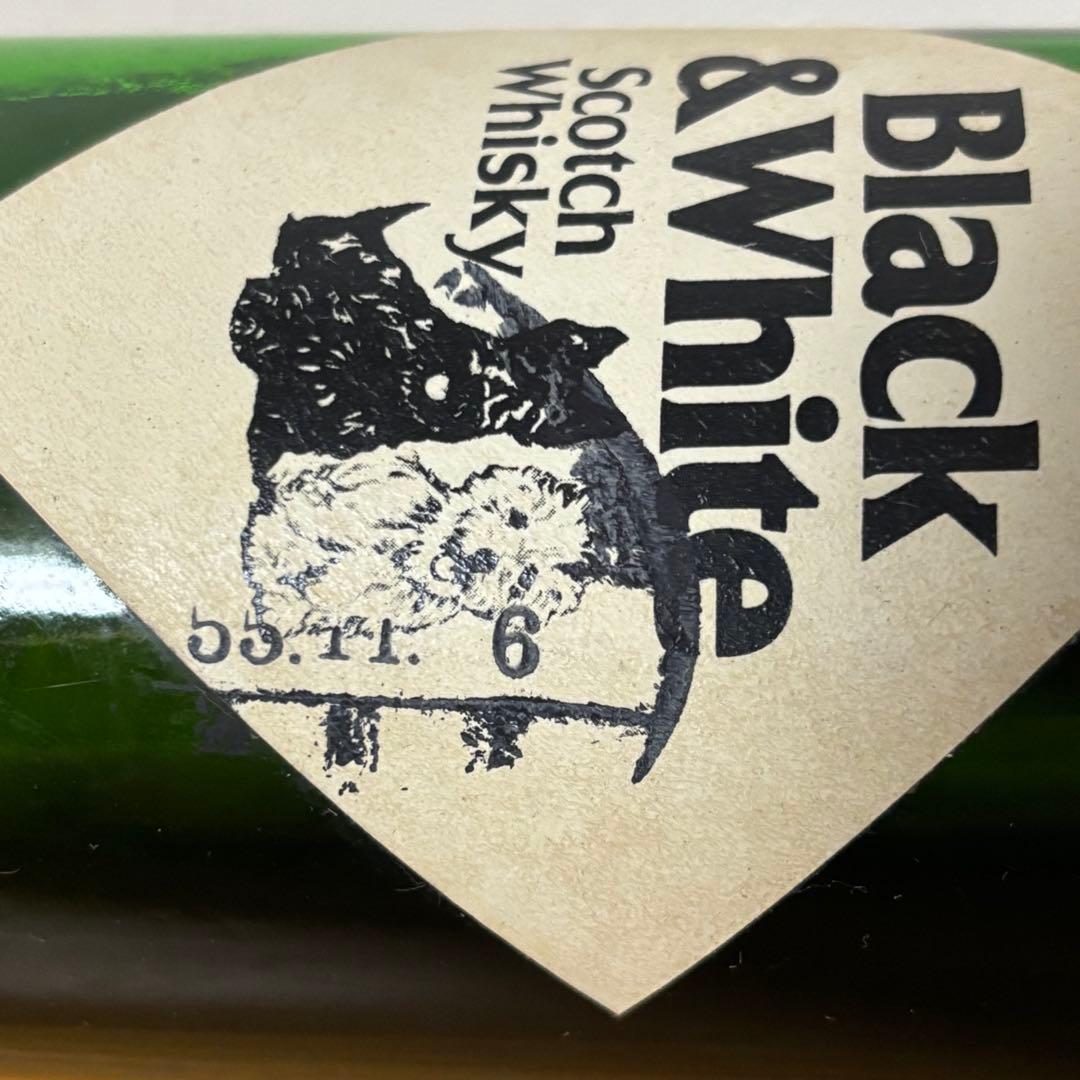 Black
& White
Scotch
Whisky
55.11. 6